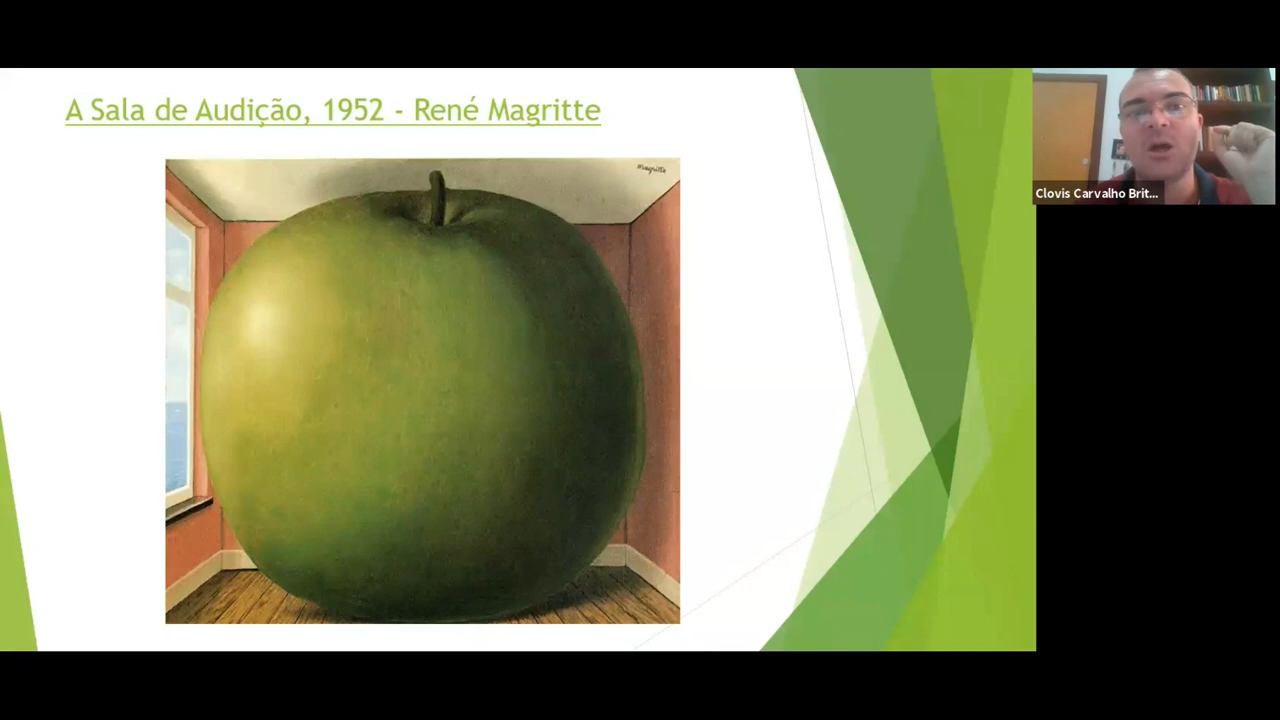 A Sala de Audição, 1952 - René Magritte
Magritte
Clovis Carvalho Brit...